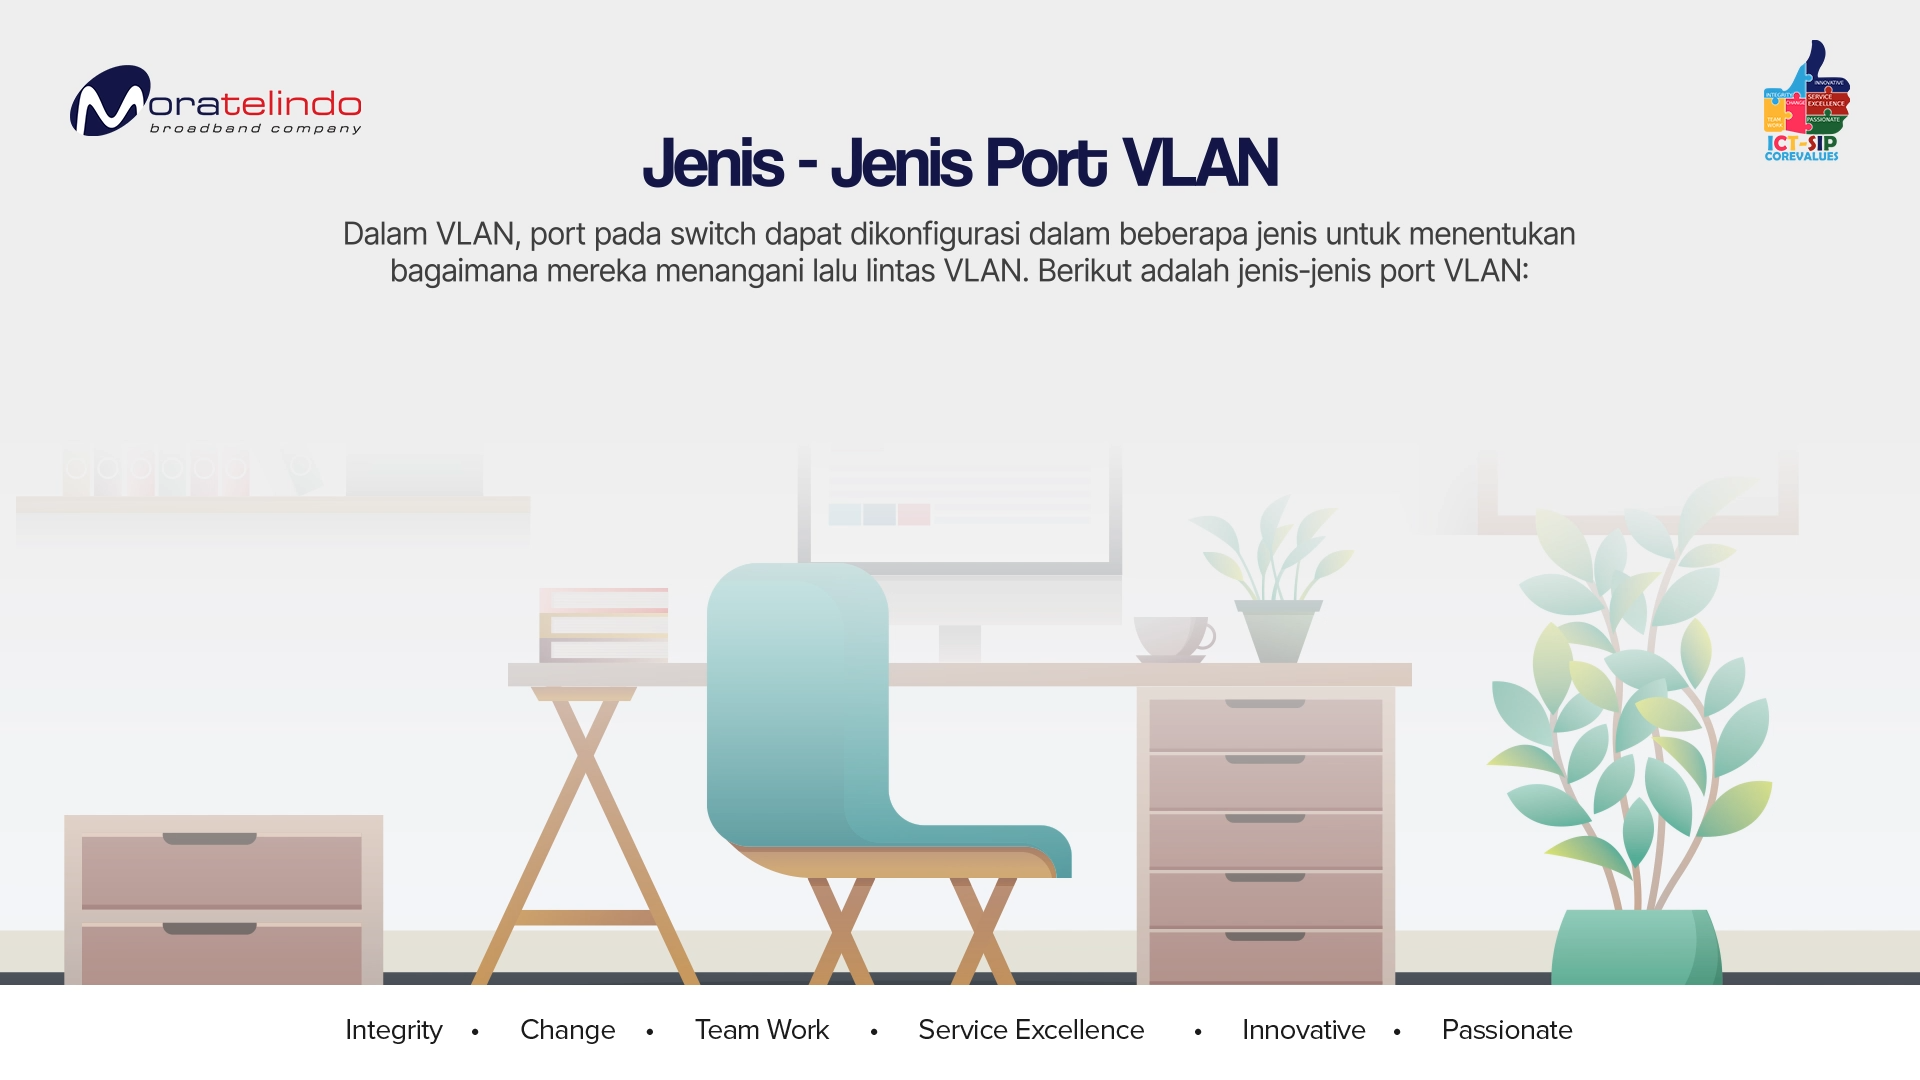 Moratelindo
broadband company
INNOVATIVE
INTEGRITY
SERVICE
EXCELLENCE
CHANGE
TEAM
WORK
PASSIONATE
ICT-SIP
COREVALUES
Jenis - Jenis Port VLAN
Dalam VLAN, port pada switch dapat dikonfigurasi dalam beberapa jenis untuk menentukan
bagaimana mereka menangani lalu lintas VLAN. Berikut adalah jenis-jenis port VLAN:
Integrity • Change • Team Work • Service Excellence • Innovative • Passionate